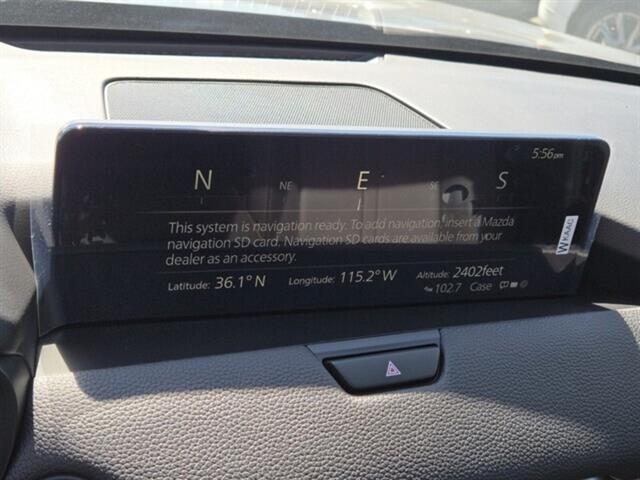 5:56pm
N NE E SE S
This system is navigation ready. To add navigation, insert a Mazda
navigation SD card. Navigation SD cards are available from your
dealer as an accessory.
Latitude: 36.1°N Longitude: 115.2°W Altitude: 2402feet
102.7 Case
W KAAC